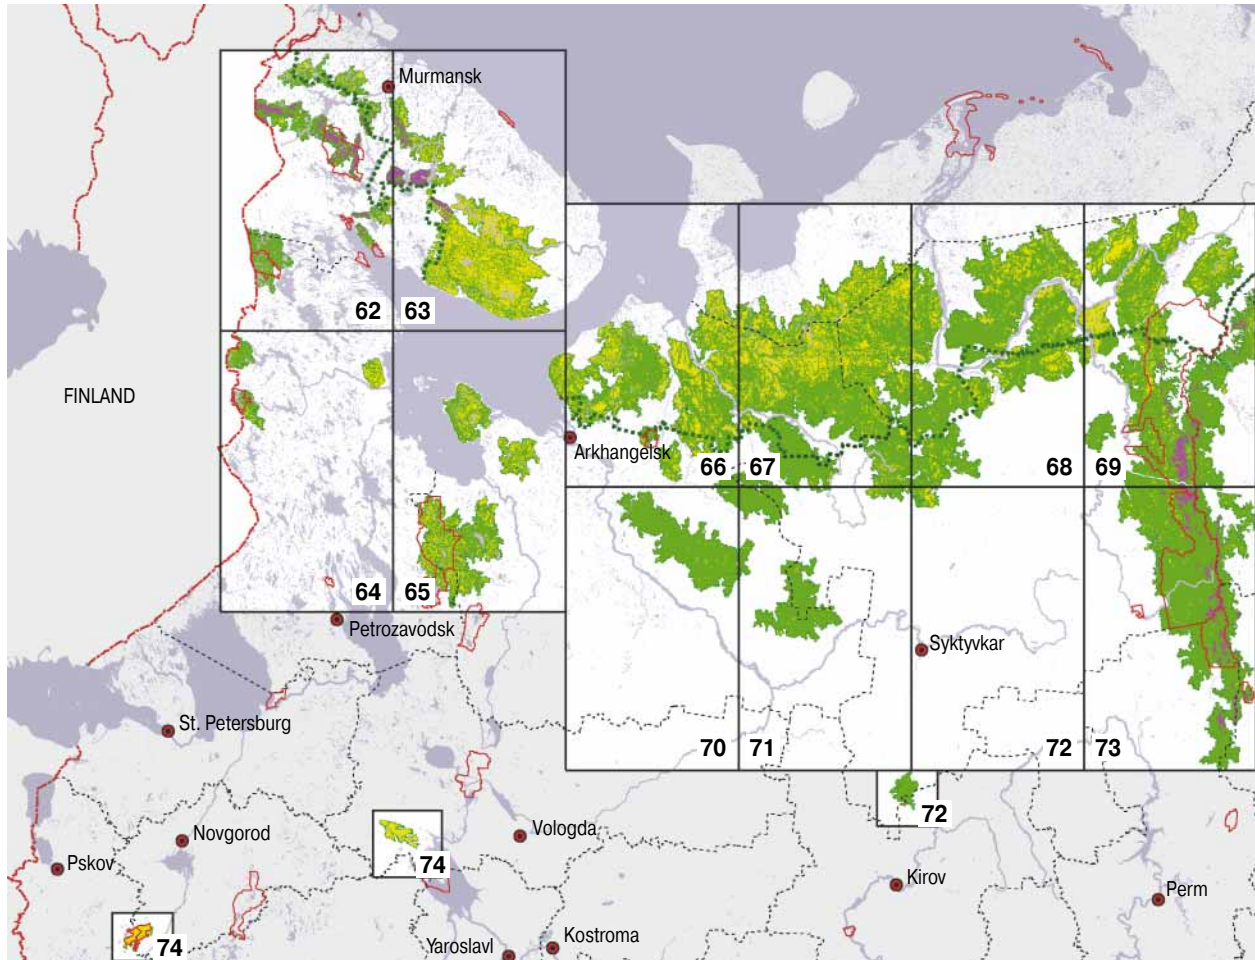 Murmansk
62 63
FINLAND
Arkhangelsk
66 67
68 69
64 65
Petrozavodsk
Syktyvkar
St. Petersburg
70 71
72 73
Novgorod
Vologda
72
Pskov
74
Kirov
Perm
74
Yaroslavl
Kostroma